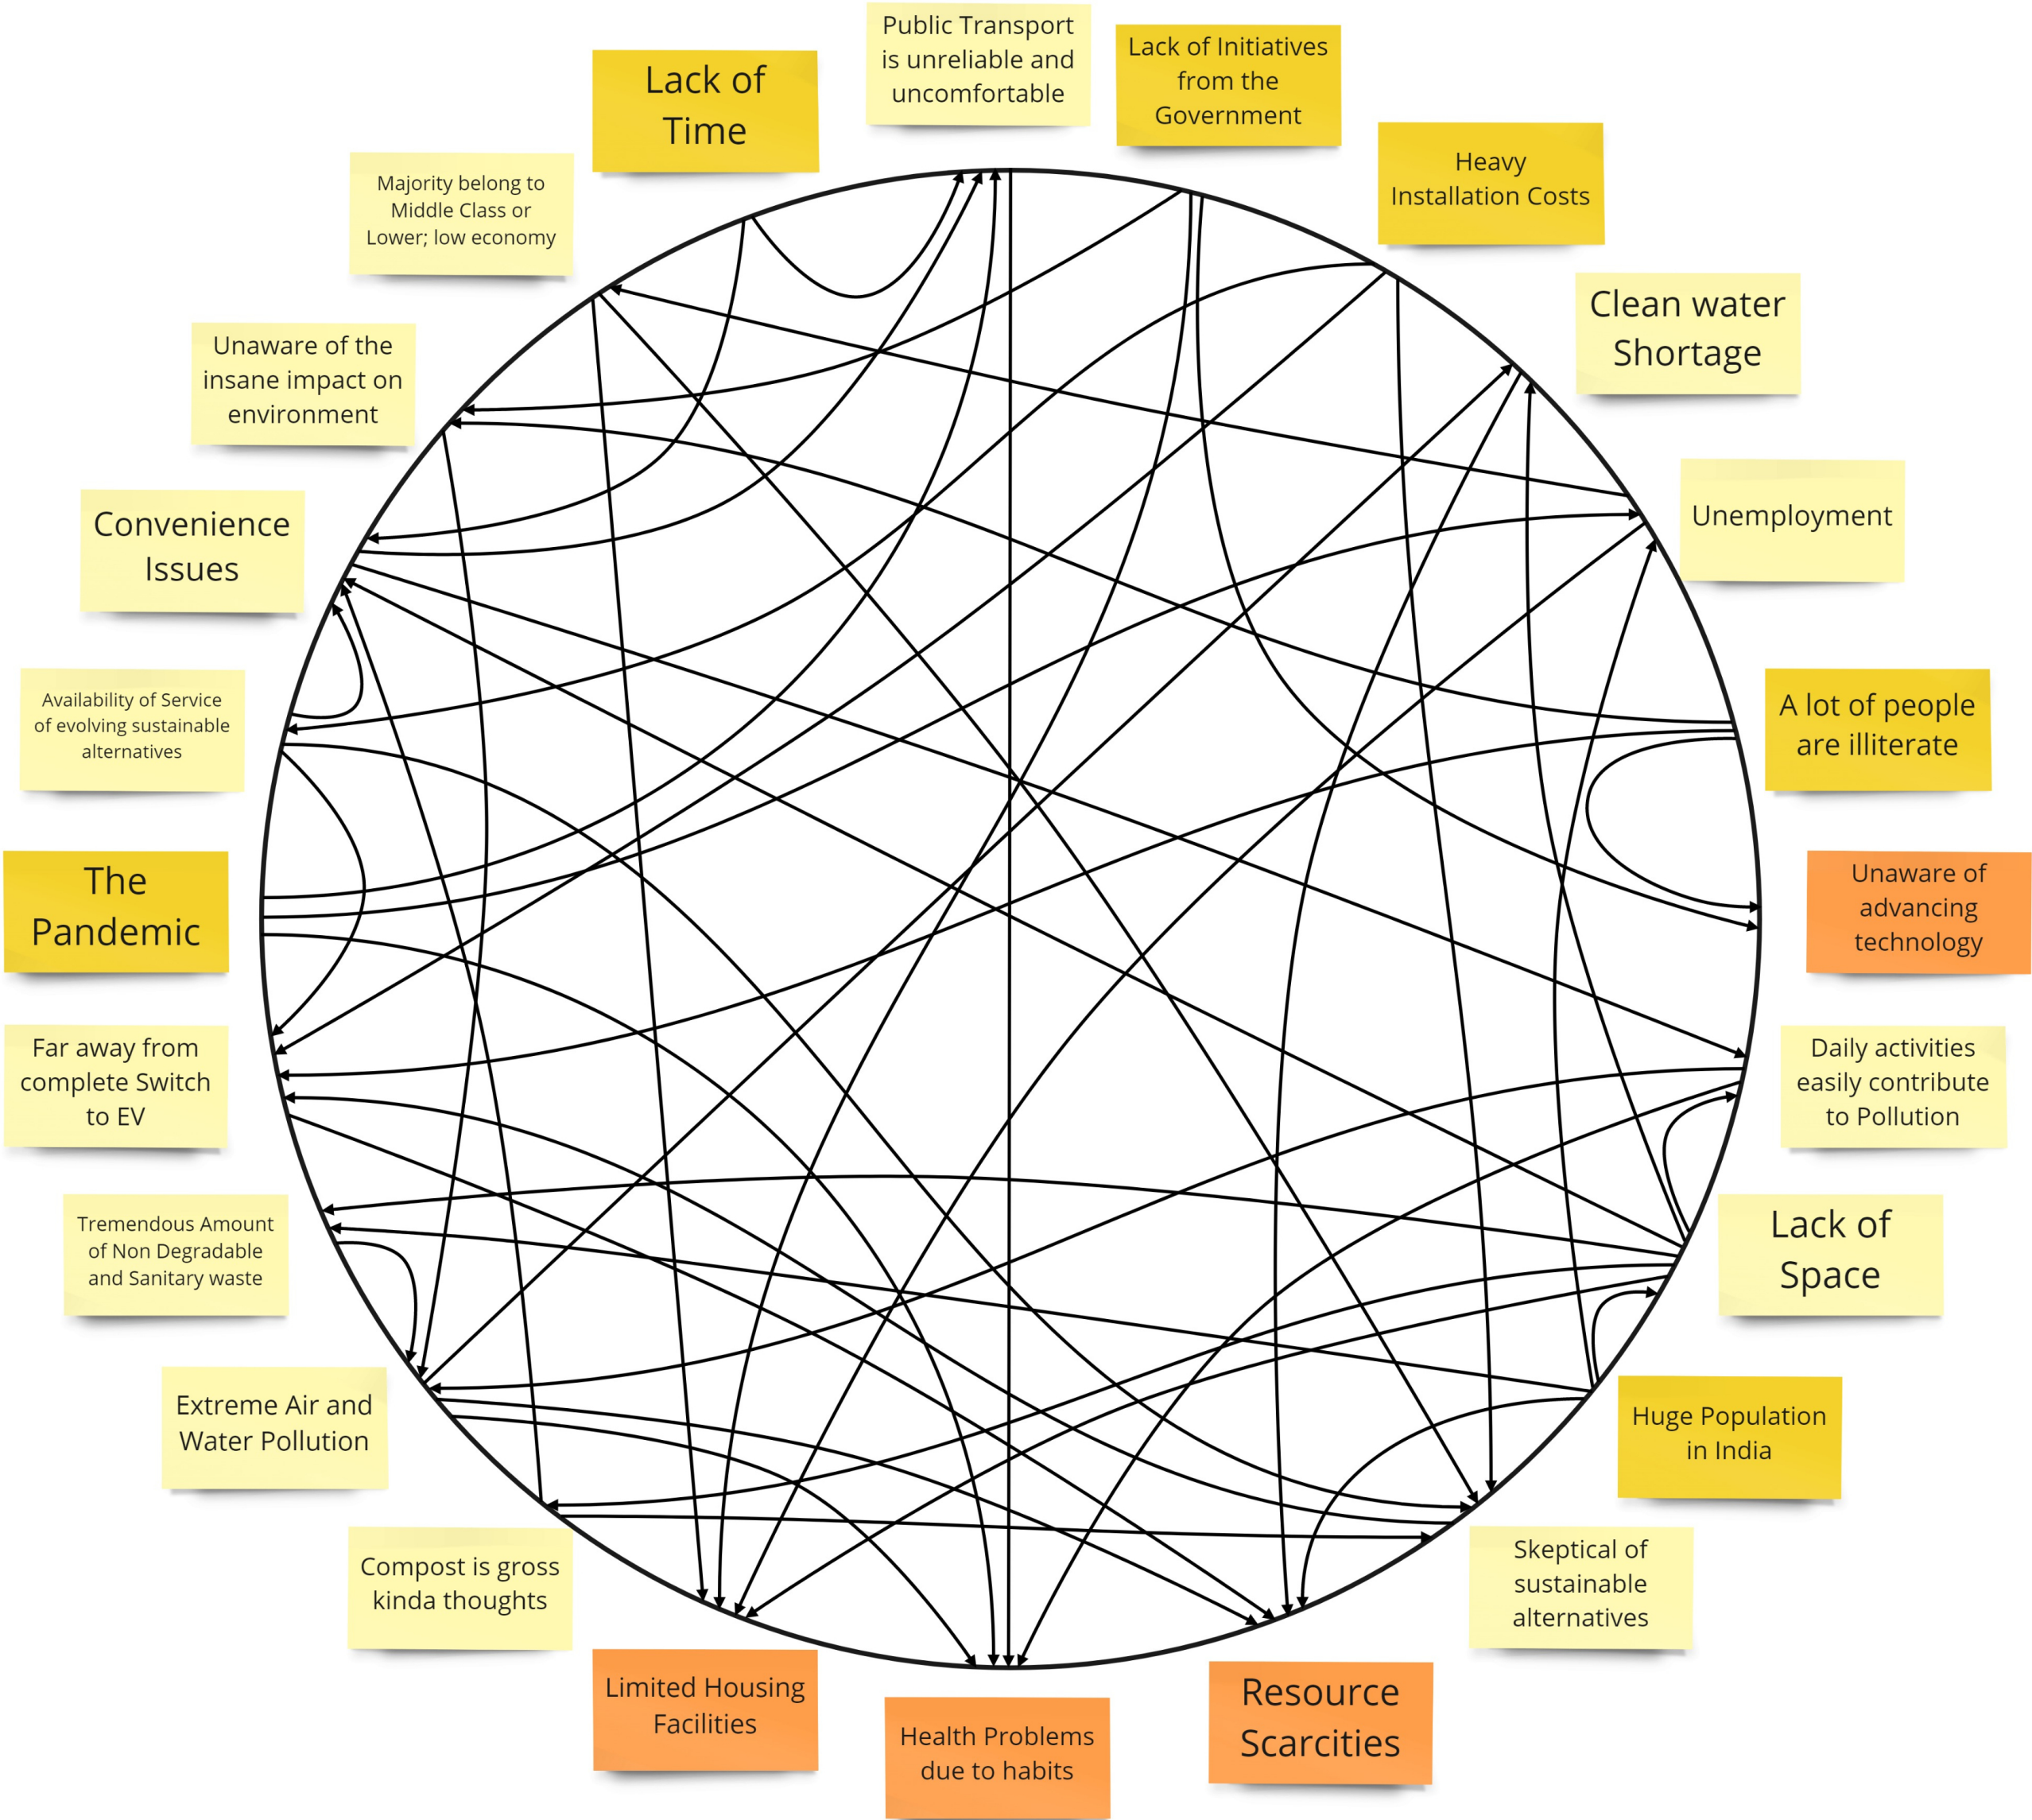 Public Transport
is unreliable and
uncomfortable
Lack of Initiatives
from the
Government
Heavy
Installation Costs
Clean water
Shortage
Unemployment
A lot of people
are illiterate
Unaware of
advancing
technology
Daily activities
easily contribute
to Pollution
Lack of
Space
Huge Population
in India
Skeptical of
sustainable
alternatives
Resource
Scarcities
Health Problems
due to habits
Limited Housing
Facilities
Compost is gross
kinda thoughts
Extreme Air and
Water Pollution
Tremendous Amount
of Non Degradable
and Sanitary waste
Far away from
complete Switch
to EV
The
Pandemic
Availability of Service
of evolving sustainable
alternatives
Convenience
Issues
Unaware of the
insane impact on
environment
Majority belong to
Middle Class or
Lower; low economy
Lack of
Time